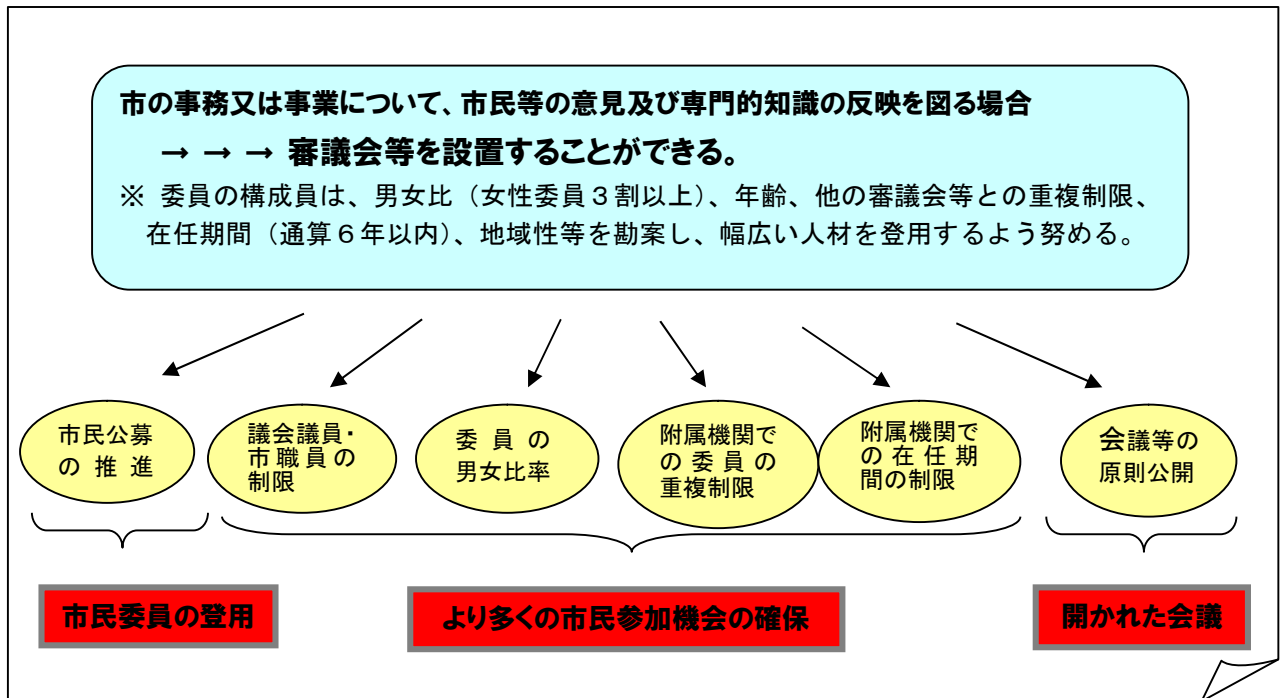 市の事務又は事業について、市民等の意見及び専門的知識の反映を図る場合
→ → → 審議会等を設置することができる。
※ 委員の構成員は、男女比(女性委員3割以上)、年齢、他の審議会等との重複制限、
在任期間(通算6年以内)、地域性等を勘案し、幅広い人材を登用するよう努める。
市民公募
の 推 進
議会議員・
市職員の
制限
委 員 の
男女比率
附属機関で
の 委 員 の
重複制限
附属機関で
の 在 任 期
間の制限
会議等の
原則公開
市民委員の登用
より多くの市民参加機会の確保
開かれた会議